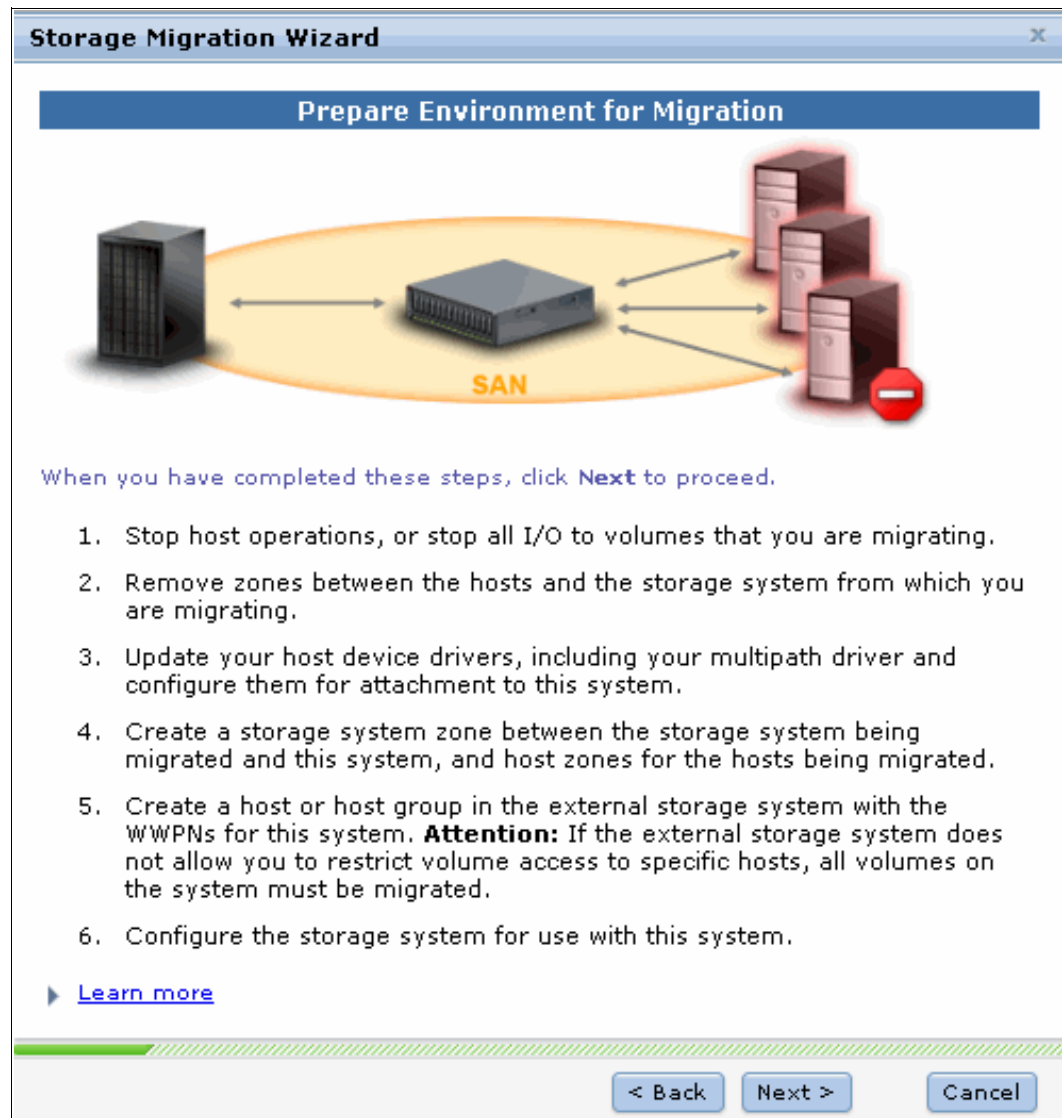 Storage Migration Wizard
x
Prepare Environment for Migration
SAN
When you have completed these steps, click Next to proceed.
1. Stop host operations, or stop all I/O to volumes that you are migrating.
2. Remove zones between the hosts and the storage system from which you
are migrating.
3. Update your host device drivers, including your multipath driver and
configure them for attachment to this system.
4. Create a storage system zone between the storage system being
migrated and this system, and host zones for the hosts being migrated.
5. Create a host or host group in the external storage system with the
WWPNs for this system. Attention: If the external storage system does
not allow you to restrict volume access to specific hosts, all volumes on
the system must be migrated.
6. Configure the storage system for use with this system.
Learn more
< Back Next > Cancel